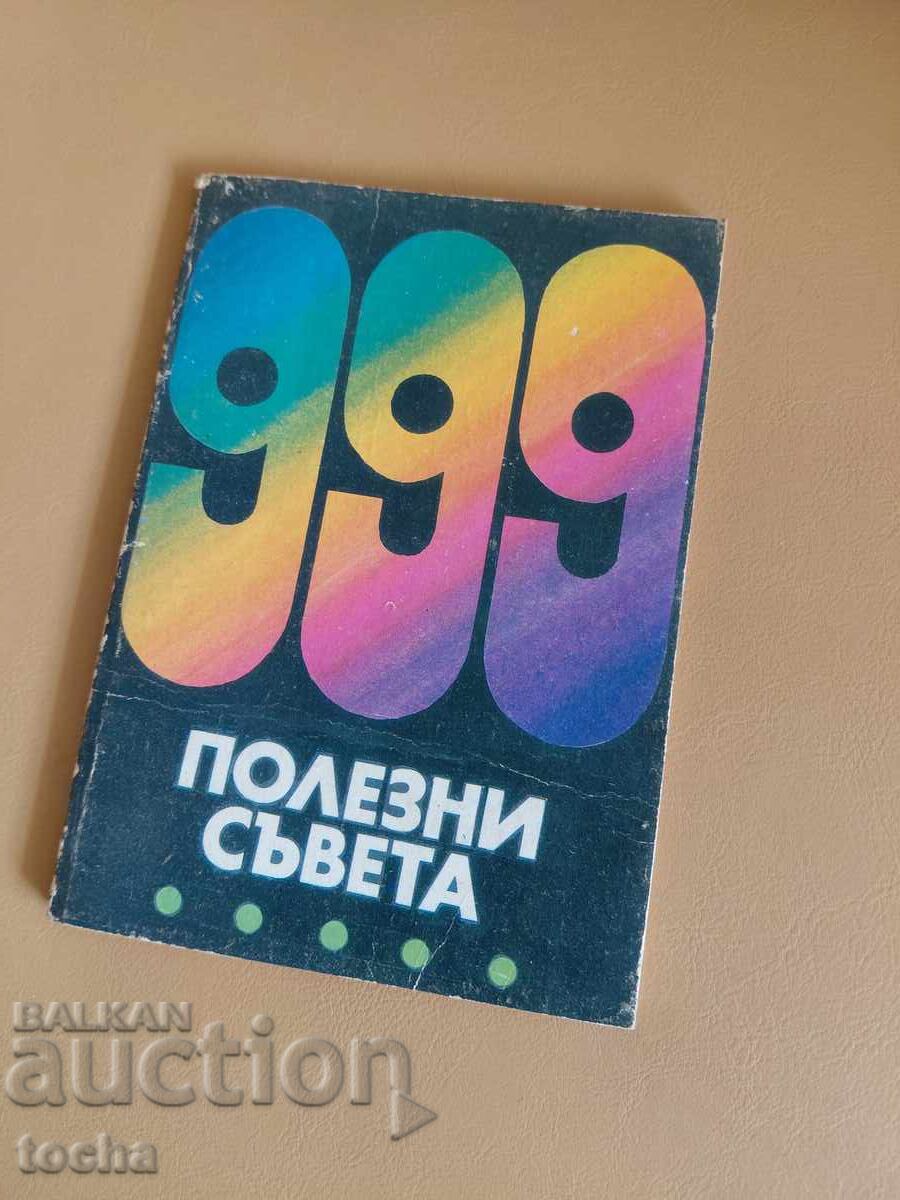 999
ПОЛЕЗНИ
СЪВЕТА
BALKAN
auction
tocha